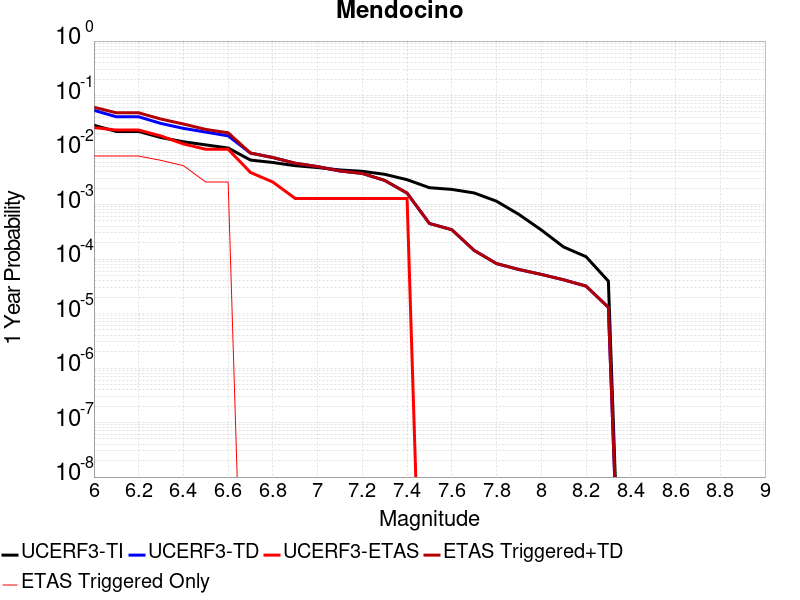 Mendocino
1 Year Probability
10^0
10^-1
10^-2
10^-3
10^-4
10^-5
10^-6
10^-7
10^-8
6 6.2 6.4 6.6 6.8 7 7.2 7.4 7.6 7.8 8 8.2 8.4 8.6 8.8 9
Magnitude
UCERF3-TI UCERF3-TD UCERF3-ETAS ETAS Triggered+TD
ETAS Triggered Only